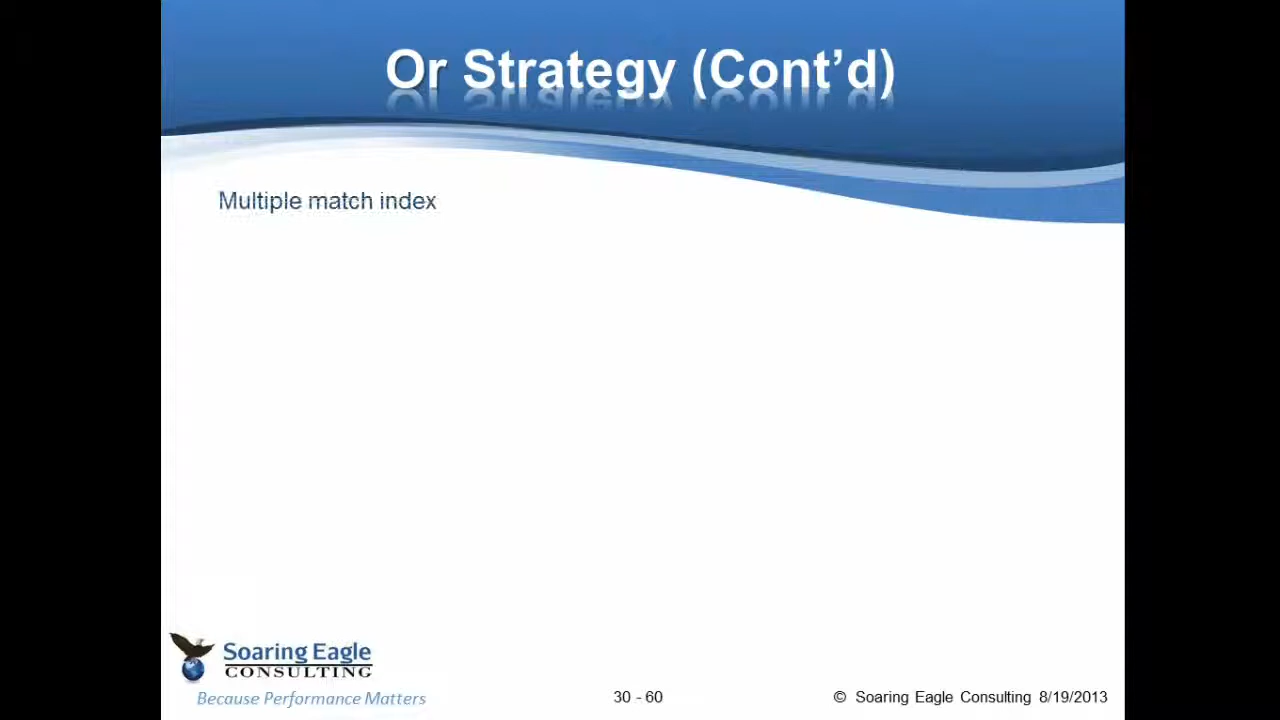 Or Strategy (Cont’d)
Multiple match index
Soaring Eagle
CONSULTING
Because Performance Matters
30 - 60
© Soaring Eagle Consulting 8/19/2013